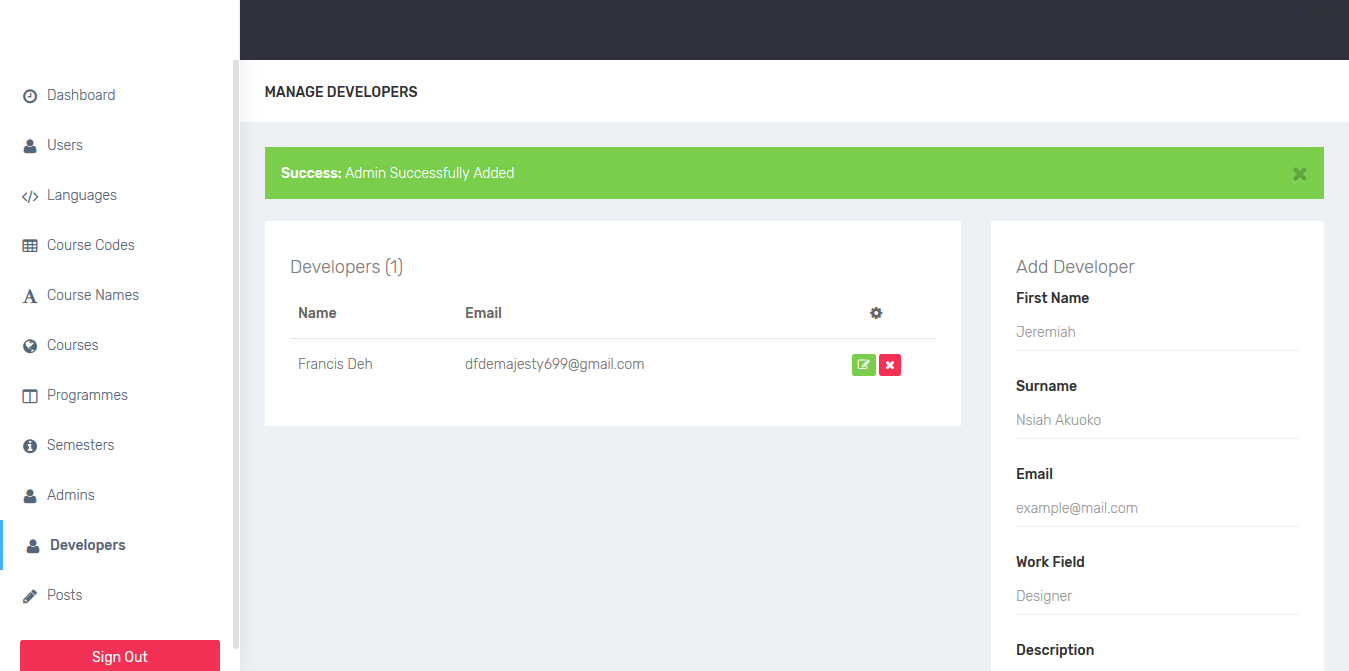 Dashboard
Users
Languages
Course Codes
Course Names
Courses
Programmes
Semesters
Admins
Developers
Posts
Sign Out
MANAGE DEVELOPERS
Success: Admin Successfully Added
Developers (1)
Name Email
Francis Deh dfdemajesty699@gmail.com
Add Developer
First Name
Jeremiah
Surname
Nsiah Akuoko
Email
example@mail.com
Work Field
Designer
Description